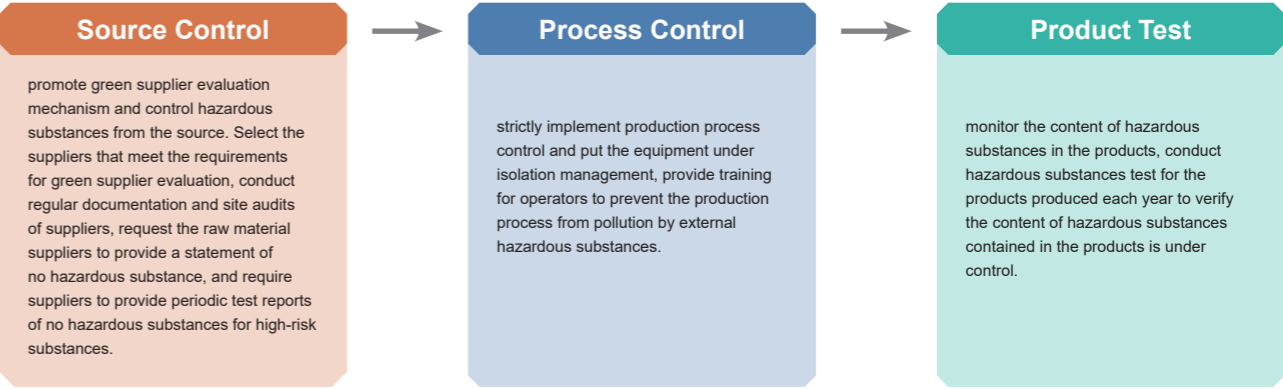 Source Control
promote green supplier evaluation
mechanism and control hazardous
substances from the source. Select the
suppliers that meet the requirements
for green supplier evaluation, conduct
regular documentation and site audits
of suppliers, request the raw material
suppliers to provide a statement of
no hazardous substance, and require
suppliers to provide periodic test reports
of no hazardous substances for high-risk
substances.
Process Control
strictly implement production process
control and put the equipment under
isolation management, provide training
for operators to prevent the production
process from pollution by external
hazardous substances.
Product Test
monitor the content of hazardous
substances in the products, conduct
hazardous substances test for the
products produced each year to verify
the content of hazardous substances
contained in the products is under
control.